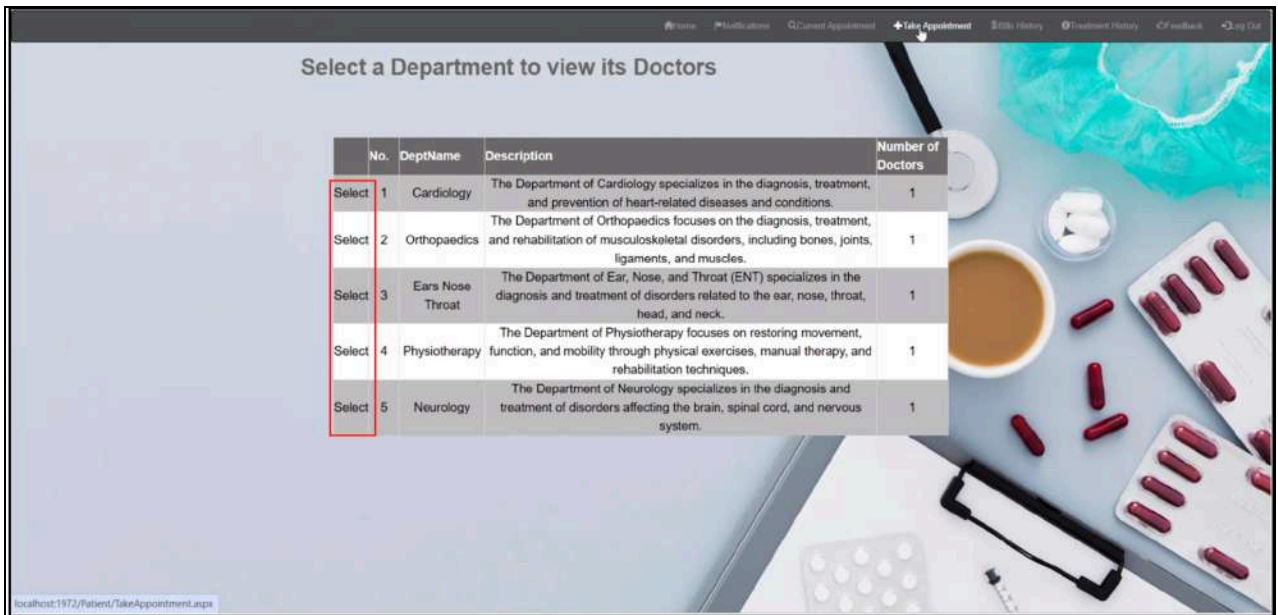 Home Notifications Current Appointment Take Appointment Bills History Treatment History Feedback Log Out
Select a Department to view its Doctors
No. DeptName Description Number of Doctors
Select 1 Cardiology The Department of Cardiology specializes in the diagnosis, treatment,
and prevention of heart-related diseases and conditions. 1
Select 2 Orthopaedics The Department of Orthopaedics focuses on the diagnosis, treatment,
and rehabilitation of musculoskeletal disorders, including bones, joints,
ligaments, and muscles. 1
Select 3 Ears Nose Throat The Department of Ear, Nose, and Throat (ENT) specializes in the
diagnosis and treatment of disorders related to the ear, nose, throat,
head, and neck. 1
Select 4 Physiotherapy The Department of Physiotherapy focuses on restoring movement,
function, and mobility through physical exercises, manual therapy, and
rehabilitation techniques. 1
Select 5 Neurology The Department of Neurology specializes in the diagnosis and
treatment of disorders affecting the brain, spinal cord, and nervous
system. 1
localhost:1972/Patient/TakeAppointment.aspx